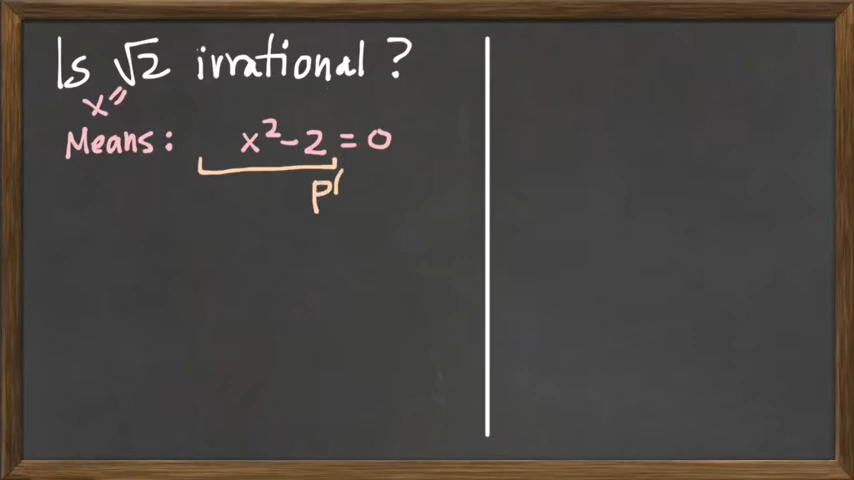 Is √2 irrational ?
x =
Means: x² - 2 = 0
p(